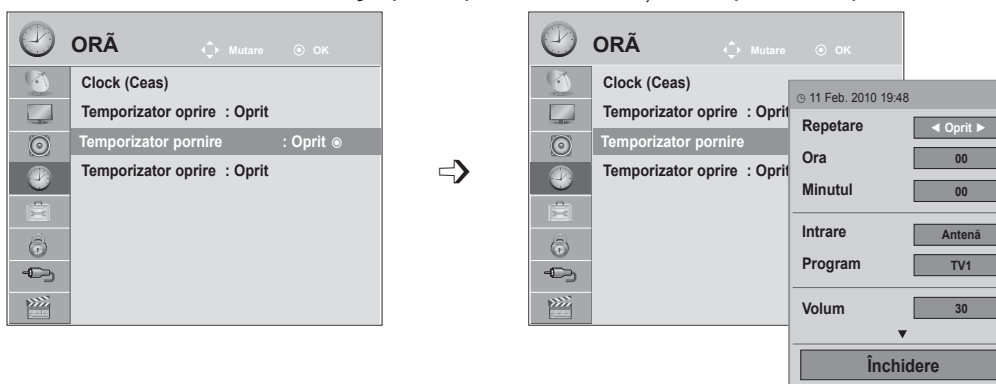 ORÃ
Mutare OK
Clock (Ceas)
Temporizator oprire : Oprit
Temporizator pornire : Oprit
Temporizator oprire : Oprit
ORÃ
Mutare OK
Clock (Ceas)
Temporizator oprire : Oprit
Temporizator pornire
Temporizator oprire : Oprit
11 Feb. 2010 19:48
Repetare ◄ Oprit ►
Ora 00
Minutul 00
Intrare Antenă
Program TV1
Volum 30
▼
Închidere